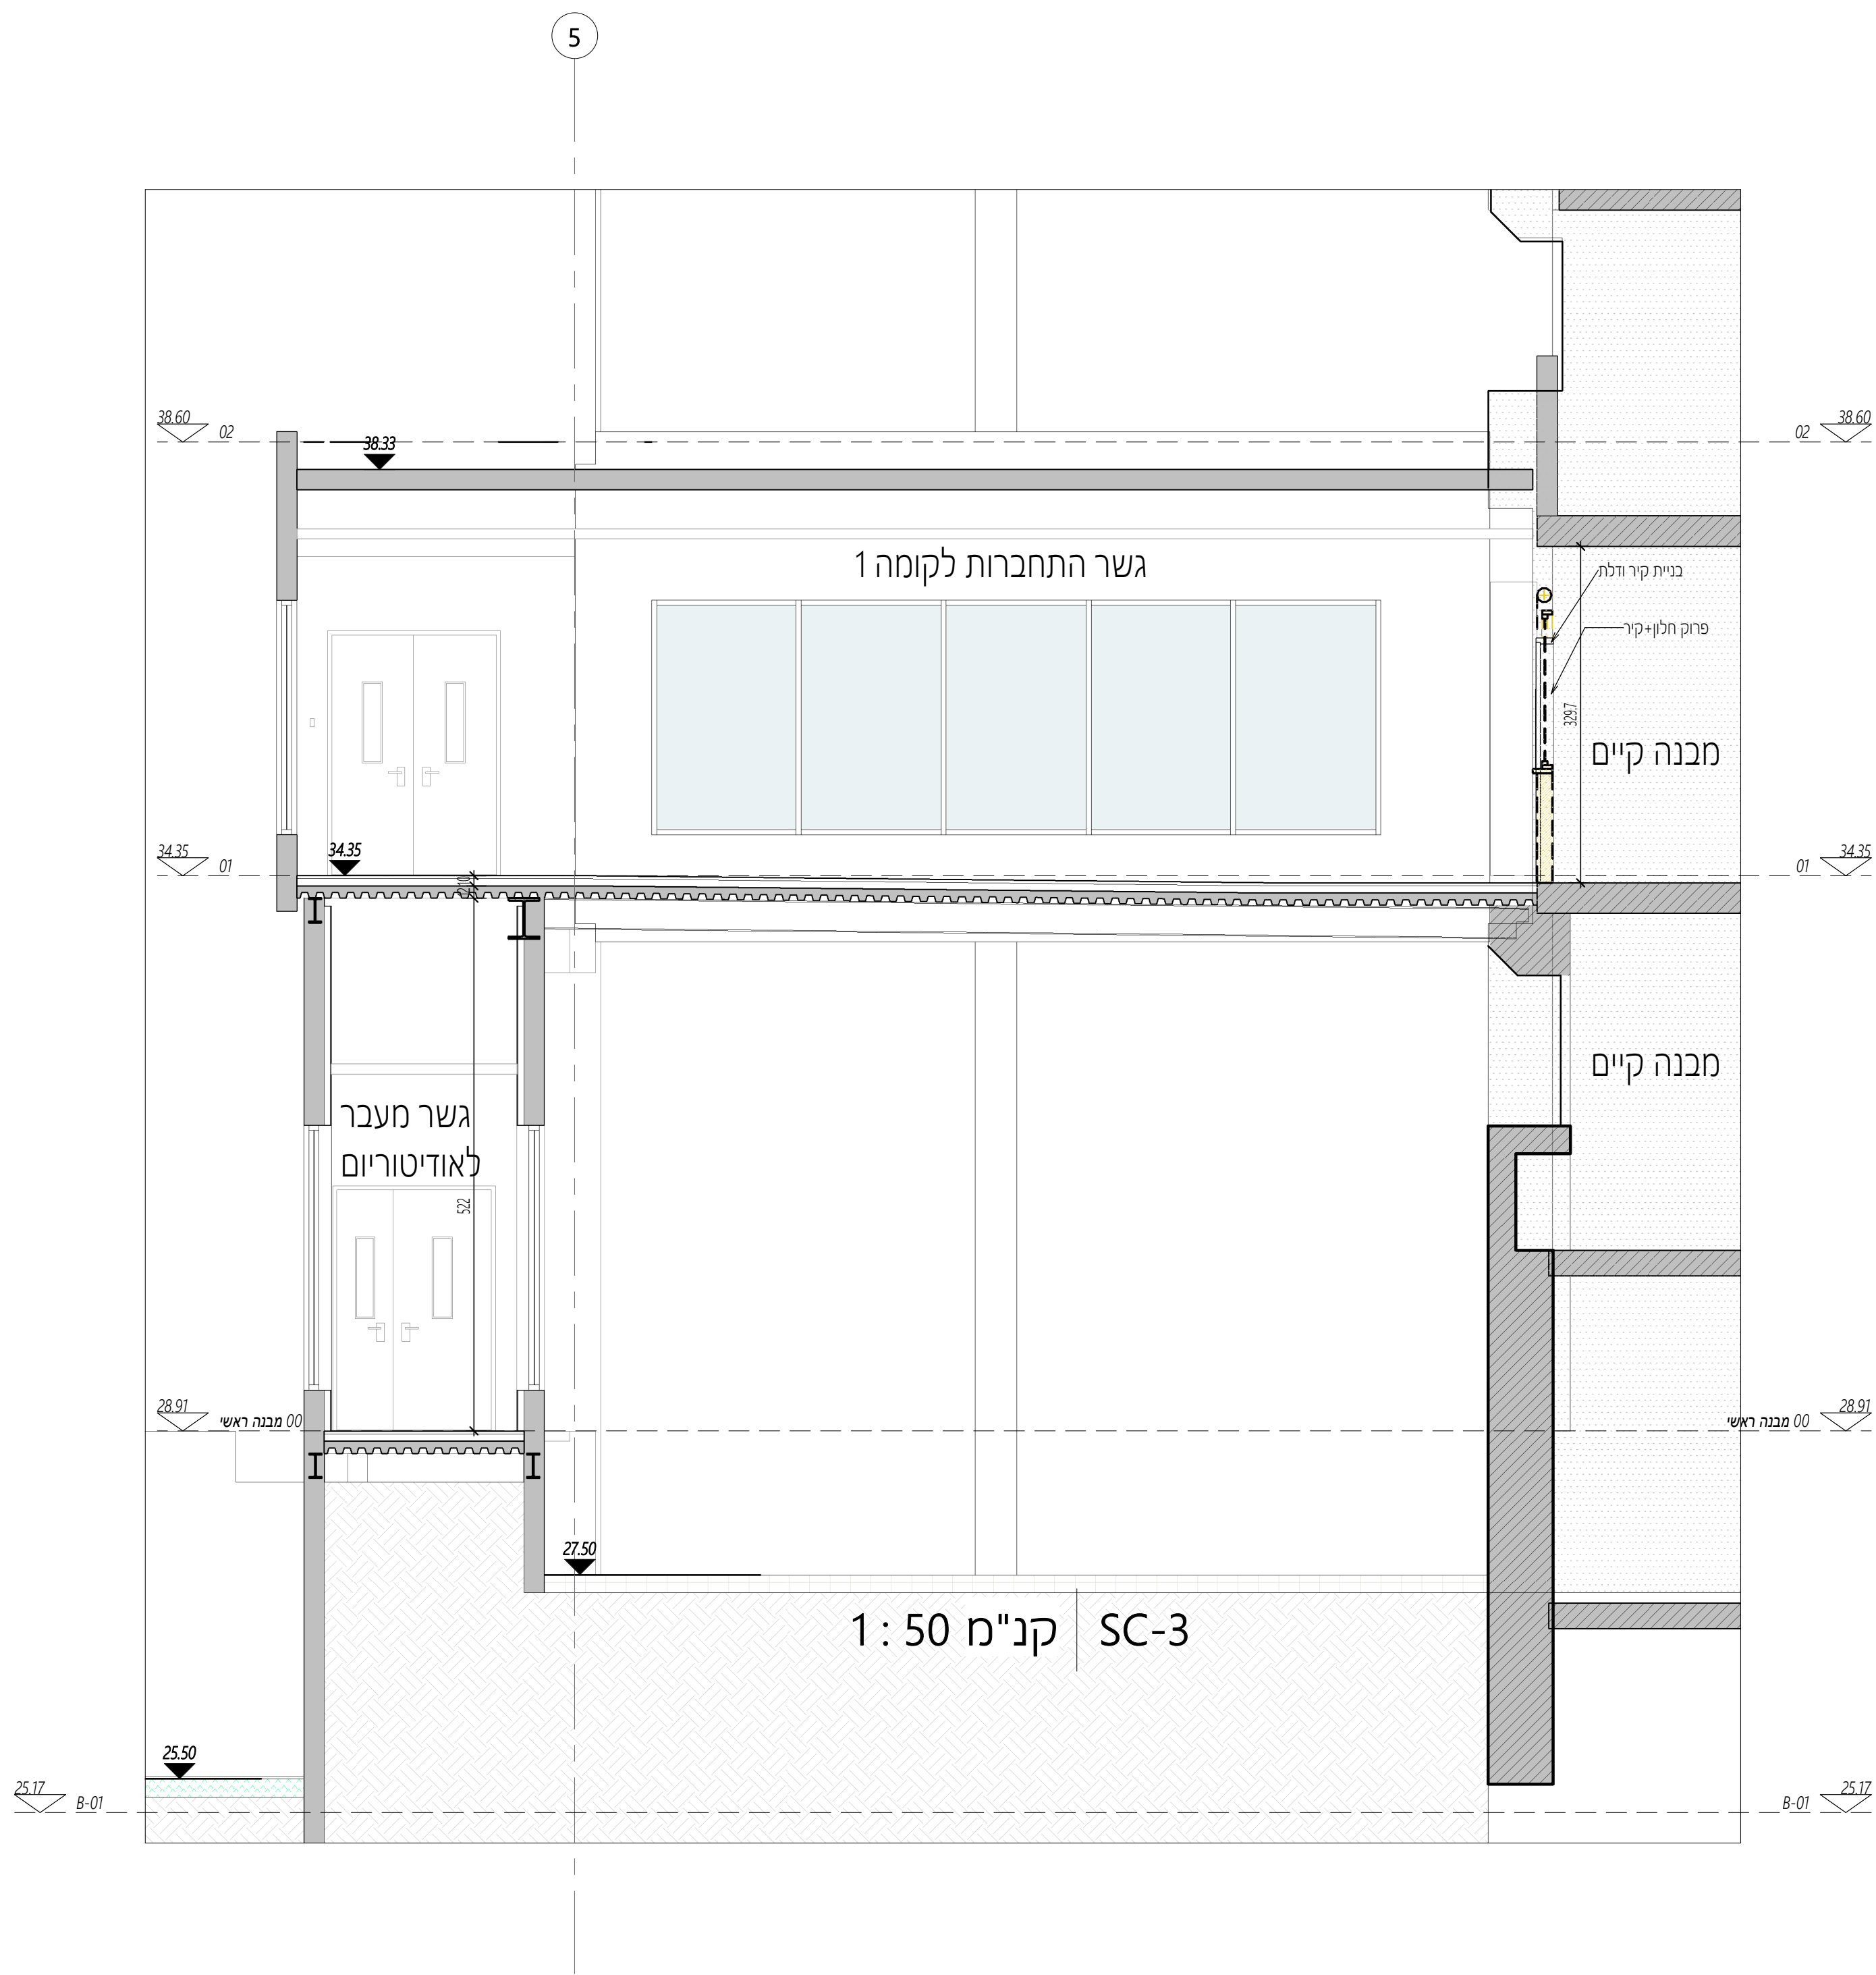 5
38.60
02
38.33
02
38.60
גשר התחברות לקומה 1
בניית קיר ודלת
פרוק חלון+קיר
329.7
מבנה קיים
34.35
01
34.35
01
34.35
10
מבנה קיים
גשר מעבר
לאודיטוריום
522
28.91
00 מבנה ראשי
00 מבנה ראשי
28.91
27.50
קנ"מ 50 : 1
SC-3
25.50
25.17
B-01
B-01
25.17